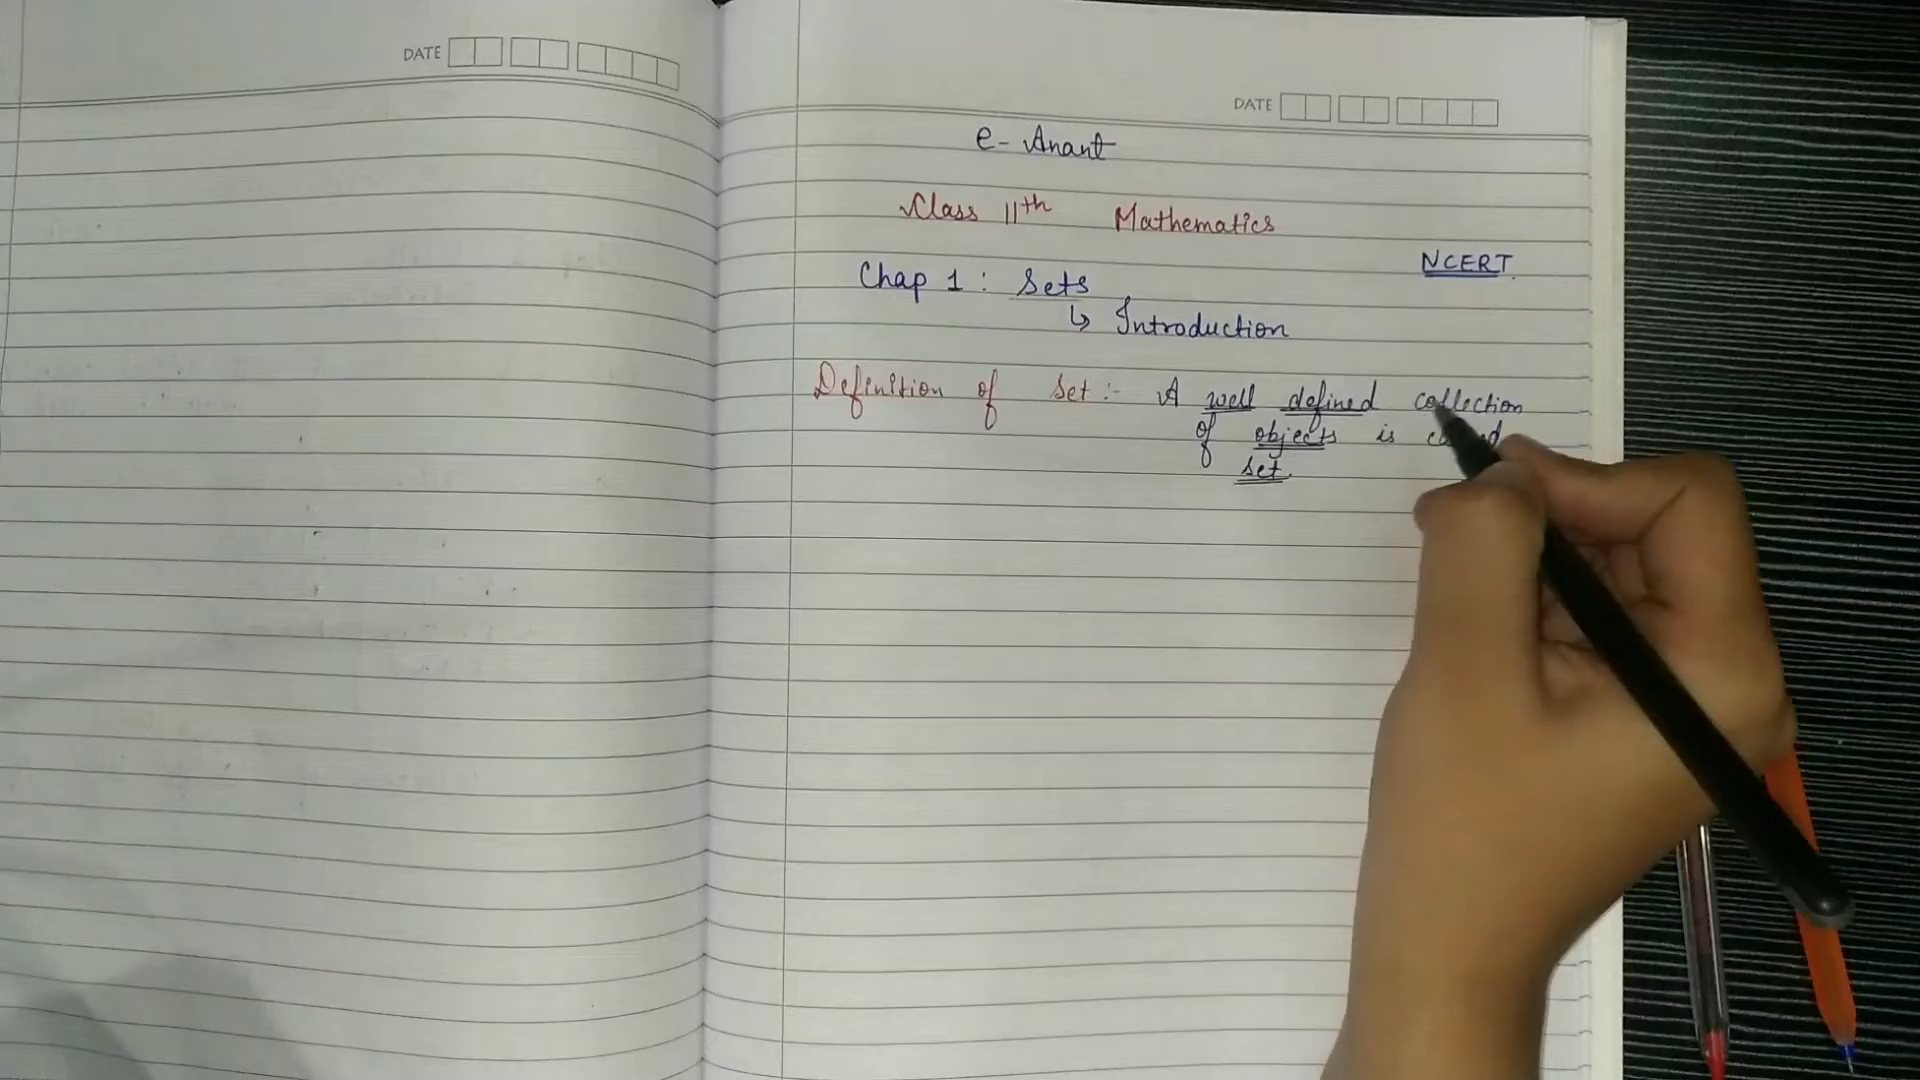 DATE
DATE
e- Anant
Class 11th Mathematics
NCERT
Chap 1 : Sets
↳ Introduction
Definition of Set :- A well defined collection
of objects is called
set.